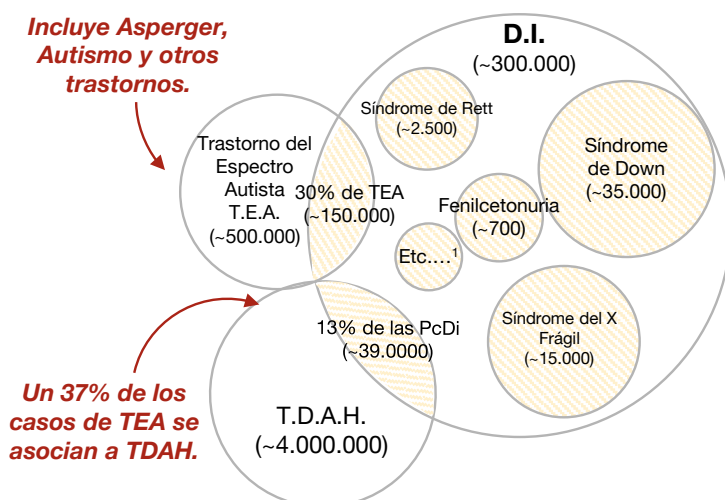 Incluye Asperger,
Autismo y otros
trastornos.
D.I.
(~300.000)
Síndrome de Rett
(~2.500)
Síndrome
de Down
(~35.000)
Trastorno del
Espectro
Autista
T.E.A.
(~500.000)
30% de TEA
(~150.000)
Fenilcetonuria
(~700)
Etc.…¹
13% de las PcDi
(~39.0000)
Síndrome del X
Frágil
(~15.000)
Un 37% de los
casos de TEA se
asocian a TDAH.
T.D.A.H.
(~4.000.000)